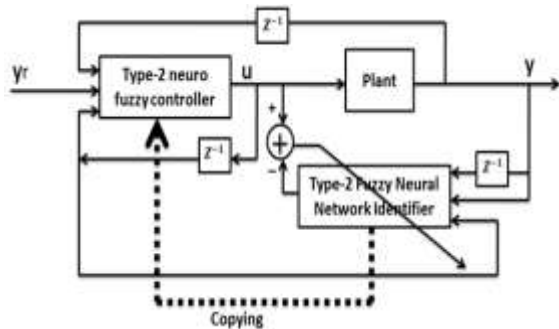 Z⁻¹
yr
Type-2 neuro
fuzzy controller
u
Plant
y
+
Z⁻¹
−
Type-2 Fuzzy Neural
Network Identifier
Z⁻¹
Copying